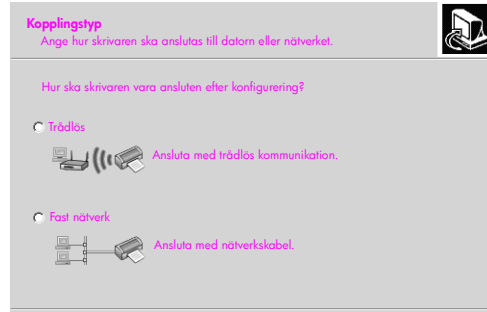 Kopplingstyp
Ange hur skrivaren ska anslutas till datorn eller nätverket.
Hur ska skrivaren vara ansluten efter konfigurering?
Trådlös
Ansluta med trådlös kommunikation.
Fast nätverk
Ansluta med nätverkskabel.